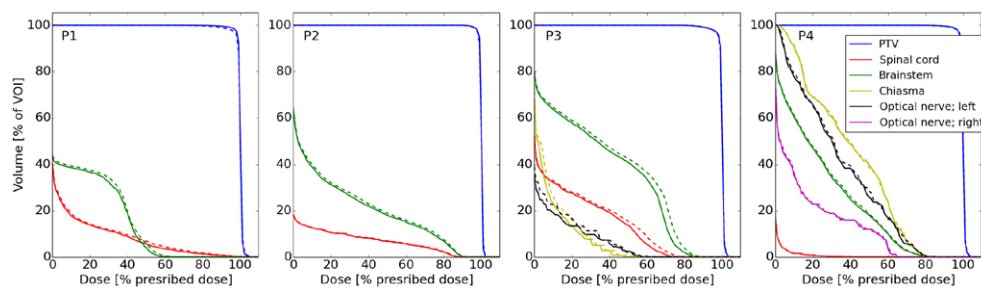 P1
P2
P3
P4
PTV
Spinal cord
Brainstem
Chiasma
Optical nerve; left
Optical nerve; right
Volume [% of VOI]
100
80
60
40
20
0
0 20 40 60 80 100
0 20 40 60 80 100
0 20 40 60 80 100
0 20 40 60 80 100
Dose [% presribed dose]
Dose [% presribed dose]
Dose [% presribed dose]
Dose [% presribed dose]